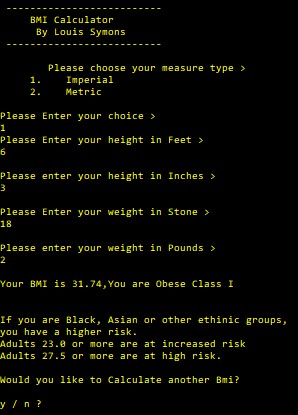 --------------------------
BMI Calculator
By Louis Symons
--------------------------
Please choose your measure type >
1. Imperial
2. Metric
Please Enter your choice >
1
Please Enter your height in Feet >
6
Please enter your height in Inches >
3
Please Enter your weight in Stone >
18
Please enter your weight in Pounds >
2
Your BMI is 31.74,You are Obese Class I
If you are Black, Asian or other ethinic groups,
you have a higher risk.
Adults 23.0 or more are at increased risk
Adults 27.5 or more are at high risk.
Would you like to Calculate another Bmi?
y / n ?